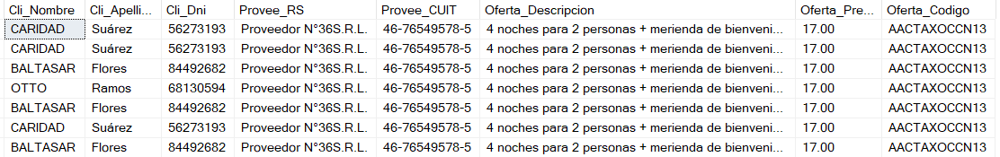 Cli_Nombre Cli_Apelli... Cli_Dni Provee_RS Provee_CUIT Oferta_Descripcion Oferta_Pre... Oferta_Codigo
CARIDAD Suárez 56273193 Proveedor N°36S.R.L. 46-76549578-5 4 noches para 2 personas + merienda de bienveni... 17.00 AACTAXOCCN13
CARIDAD Suárez 56273193 Proveedor N°36S.R.L. 46-76549578-5 4 noches para 2 personas + merienda de bienveni... 17.00 AACTAXOCCN13
BALTASAR Flores 84492682 Proveedor N°36S.R.L. 46-76549578-5 4 noches para 2 personas + merienda de bienveni... 17.00 AACTAXOCCN13
OTTO Ramos 68130594 Proveedor N°36S.R.L. 46-76549578-5 4 noches para 2 personas + merienda de bienveni... 17.00 AACTAXOCCN13
BALTASAR Flores 84492682 Proveedor N°36S.R.L. 46-76549578-5 4 noches para 2 personas + merienda de bienveni... 17.00 AACTAXOCCN13
CARIDAD Suárez 56273193 Proveedor N°36S.R.L. 46-76549578-5 4 noches para 2 personas + merienda de bienveni... 17.00 AACTAXOCCN13
BALTASAR Flores 84492682 Proveedor N°36S.R.L. 46-76549578-5 4 noches para 2 personas + merienda de bienveni... 17.00 AACTAXOCCN13